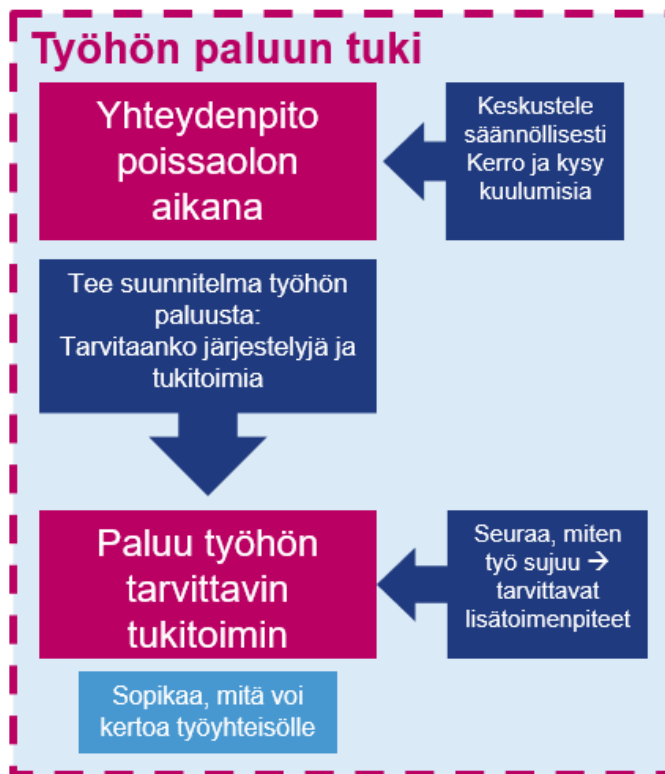 Työhön paluun tuki
Yhteydenpito
poissaolon
aikana
Keskustele
säännöllisesti
Kerro ja kysy
kuulumisia
Tee suunnitelma työhön
paluusta:
Tarvitaanko järjestelyjä ja
tukitoimia
Paluu työhön
tarvittavin
tukitoimin
Seuraa, miten
työ sujuu →
tarvittavat
lisätoimenpiteet
Sopikaa, mitä voi
kertoa työyhteisölle